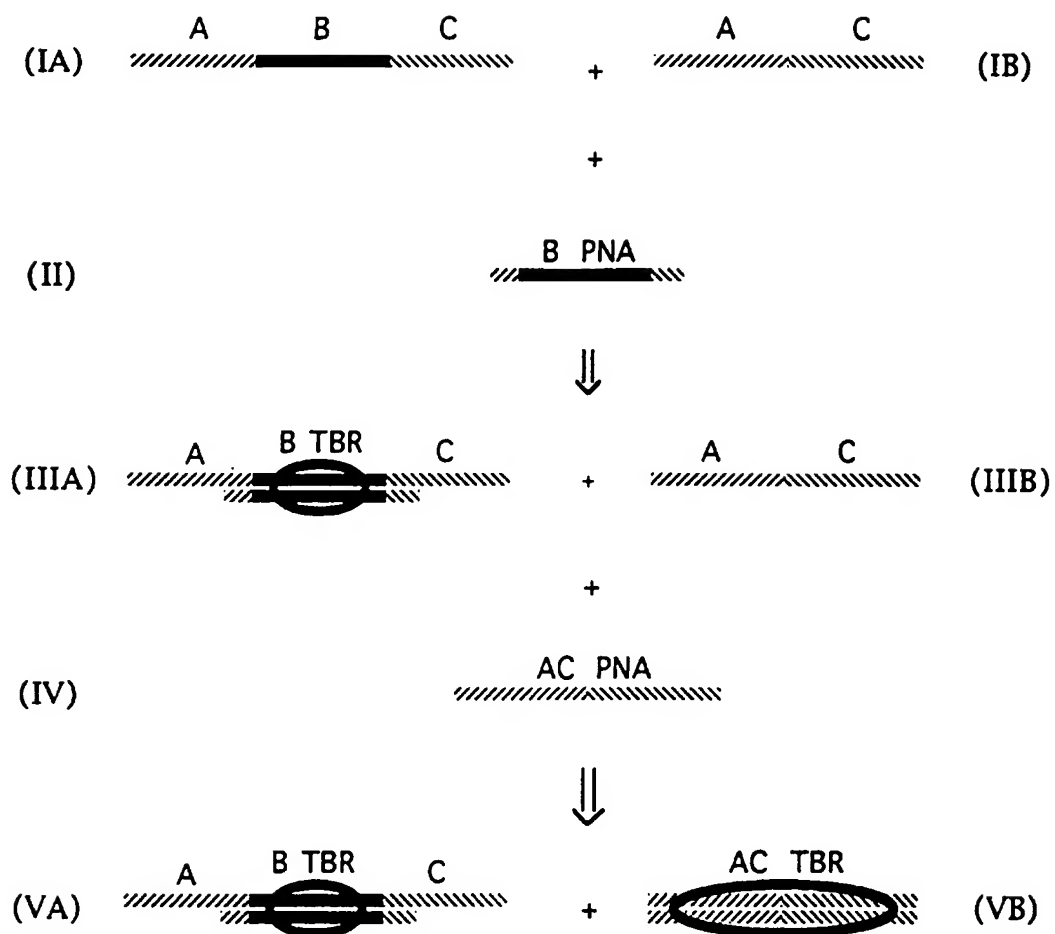 A B C A C
(IA) + (IB)
+
B PNA
(II)
B TBR
A C A C
(IIIA) + (IIIB)
+
AC PNA
(IV)
B TBR AC TBR
A C
(VA) + (VB)